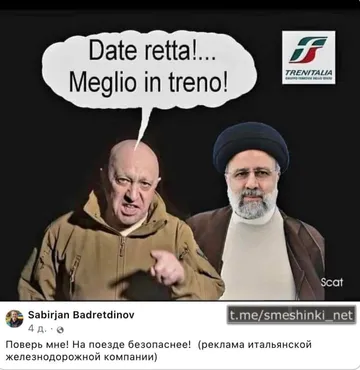 Date retta!...
Meglio in treno!
TRENITALIA
Scat
Sabirjan Badretdinov
t.me/smeshinki_net
4 д. ·
Поверь мне! На поезде безопаснее! (реклама итальянской
железнодорожной компании)